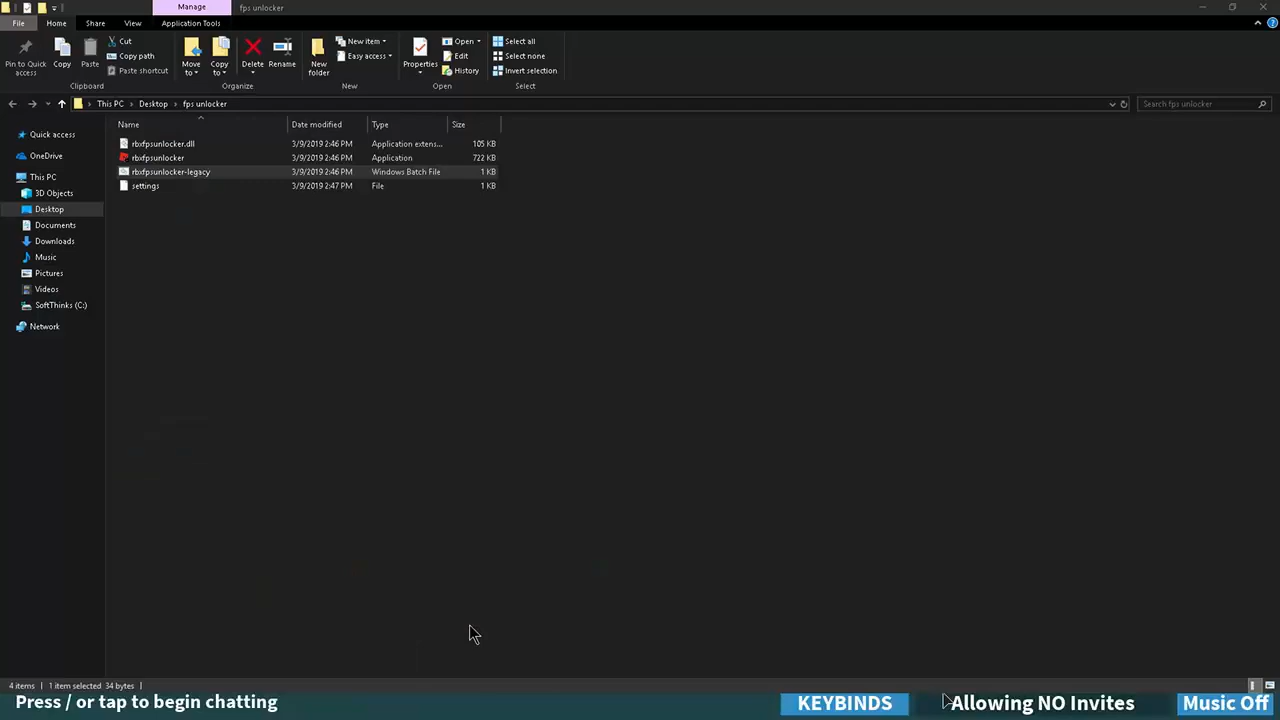 Manage
fps unlocker
File
Home
Share
View
Application Tools
Pin to Quick access
Copy
Paste
Cut
Copy path
Paste shortcut
Clipboard
Move to
Copy to
Delete
Rename
Organize
New folder
New item
Easy access
New
Properties
Open
Edit
History
Open
Select all
Select none
Invert selection
Select
This PC > Desktop > fps unlocker
Search fps unlocker
Quick access
OneDrive
This PC
3D Objects
Desktop
Documents
Downloads
Music
Pictures
Videos
SoftThinks (C:)
Network
Name Date modified Type Size
rbxfpsunlocker.dll 3/9/2019 2:46 PM Application extens... 105 KB
rbxfpsunlocker 3/9/2019 2:46 PM Application 722 KB
rbxfpsunlocker-legacy 3/9/2019 2:46 PM Windows Batch File 1 KB
settings 3/9/2019 2:47 PM File 1 KB
4 items 1 item selected 34 bytes
Press / or tap to begin chatting
KEYBINDS
Allowing NO Invites
Music Off